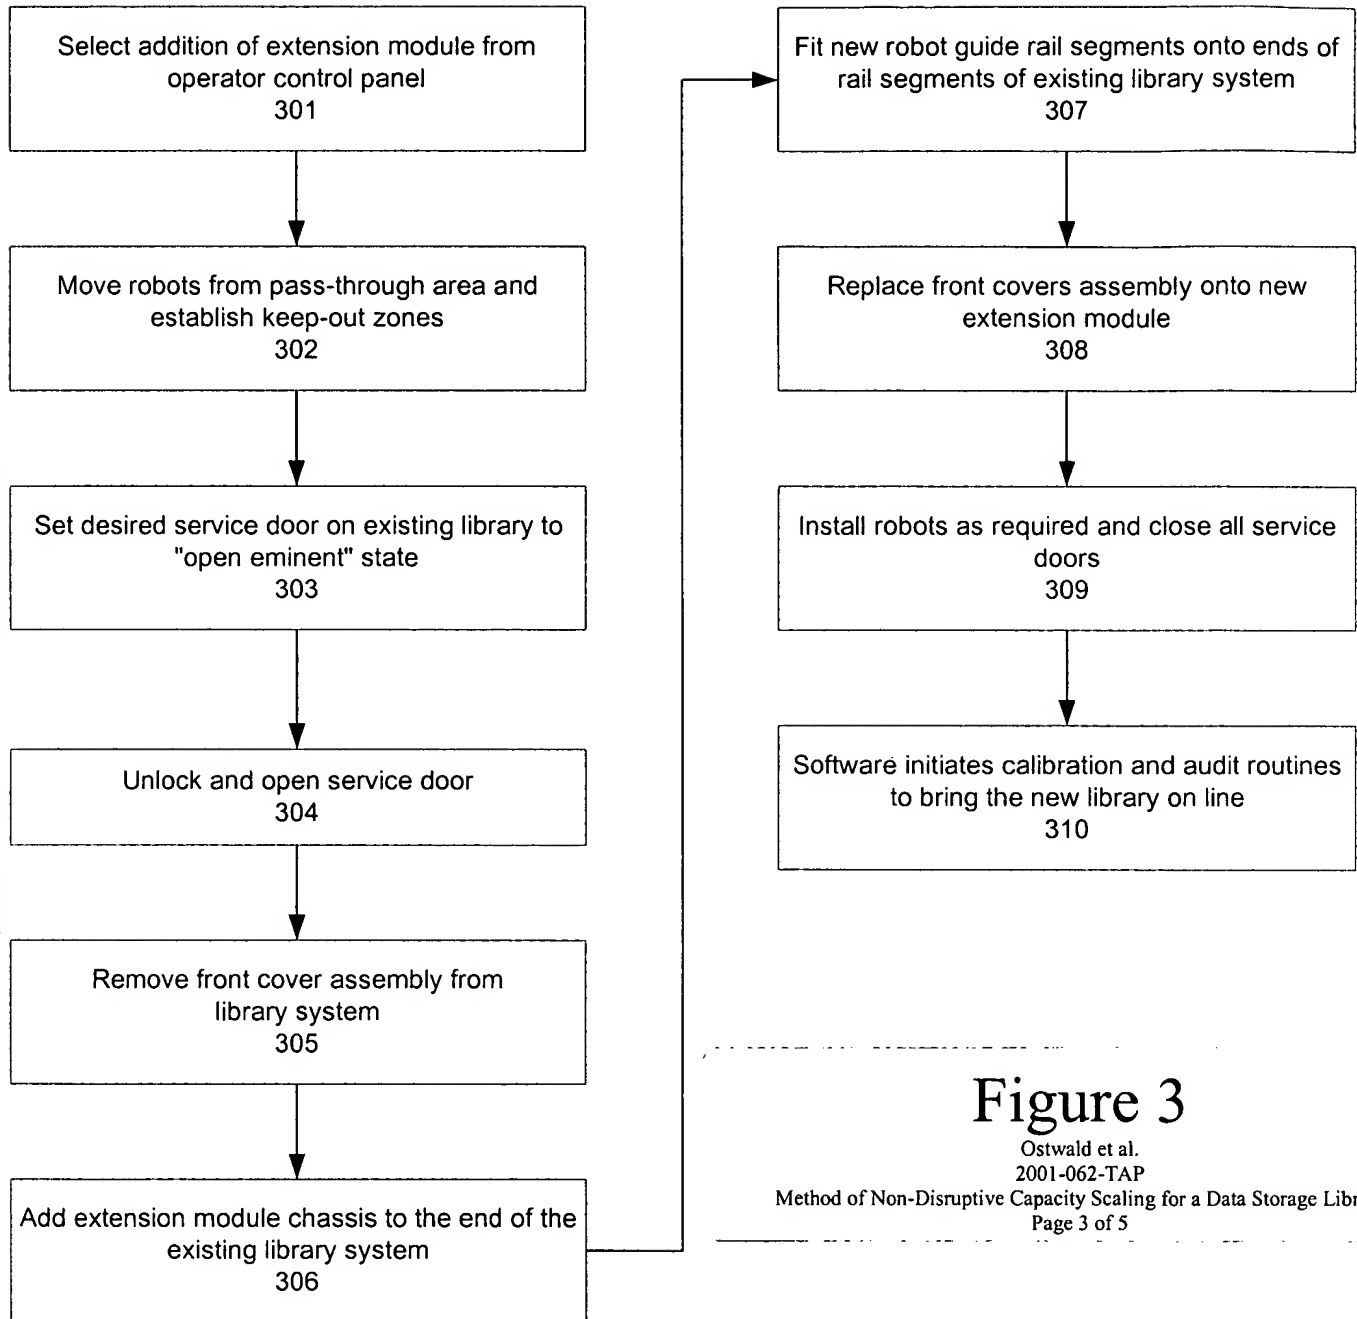 Select addition of extension module from
operator control panel
301
Move robots from pass-through area and
establish keep-out zones
302
Set desired service door on existing library to
"open eminent" state
303
Unlock and open service door
304
Remove front cover assembly from
library system
305
Add extension module chassis to the end of the
existing library system
306
Fit new robot guide rail segments onto ends of
rail segments of existing library system
307
Replace front covers assembly onto new
extension module
308
Install robots as required and close all service
doors
309
Software initiates calibration and audit routines
to bring the new library on line
310
Figure 3
Ostwald et al.
2001-062-TAP
Method of Non-Disruptive Capacity Scaling for a Data Storage Libr
Page 3 of 5